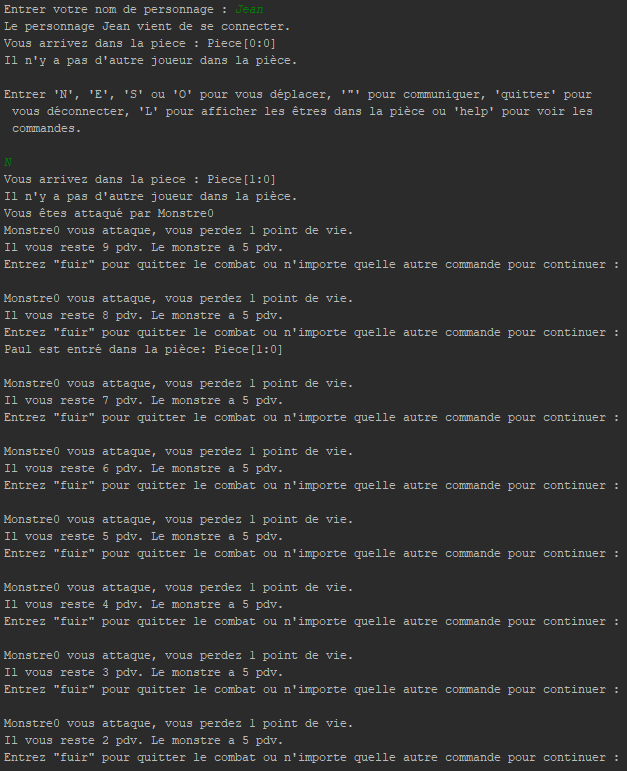 Entrer votre nom de personnage : Jean
Le personnage Jean vient de se connecter.
Vous arrivez dans la piece : Piece[0:0]
Il n'y a pas d'autre joueur dans la pièce.
Entrer 'N', 'E', 'S' ou 'O' pour vous déplacer, '"' pour communiquer, 'quitter' pour
vous déconnecter, 'L' pour afficher les êtres dans la pièce ou 'help' pour voir les
commandes.
N
Vous arrivez dans la piece : Piece[1:0]
Il n'y a pas d'autre joueur dans la pièce.
Vous êtes attaqué par Monstre0
Monstre0 vous attaque, vous perdez 1 point de vie.
Il vous reste 9 pdv. Le monstre a 5 pdv.
Entrez "fuir" pour quitter le combat ou n'importe quelle autre commande pour continuer :
Monstre0 vous attaque, vous perdez 1 point de vie.
Il vous reste 8 pdv. Le monstre a 5 pdv.
Entrez "fuir" pour quitter le combat ou n'importe quelle autre commande pour continuer :
Paul est entré dans la pièce: Piece[1:0]
Monstre0 vous attaque, vous perdez 1 point de vie.
Il vous reste 7 pdv. Le monstre a 5 pdv.
Entrez "fuir" pour quitter le combat ou n'importe quelle autre commande pour continuer :
Monstre0 vous attaque, vous perdez 1 point de vie.
Il vous reste 6 pdv. Le monstre a 5 pdv.
Entrez "fuir" pour quitter le combat ou n'importe quelle autre commande pour continuer :
Monstre0 vous attaque, vous perdez 1 point de vie.
Il vous reste 5 pdv. Le monstre a 5 pdv.
Entrez "fuir" pour quitter le combat ou n'importe quelle autre commande pour continuer :
Monstre0 vous attaque, vous perdez 1 point de vie.
Il vous reste 4 pdv. Le monstre a 5 pdv.
Entrez "fuir" pour quitter le combat ou n'importe quelle autre commande pour continuer :
Monstre0 vous attaque, vous perdez 1 point de vie.
Il vous reste 3 pdv. Le monstre a 5 pdv.
Entrez "fuir" pour quitter le combat ou n'importe quelle autre commande pour continuer :
Monstre0 vous attaque, vous perdez 1 point de vie.
Il vous reste 2 pdv. Le monstre a 5 pdv.
Entrez "fuir" pour quitter le combat ou n'importe quelle autre commande pour continuer :